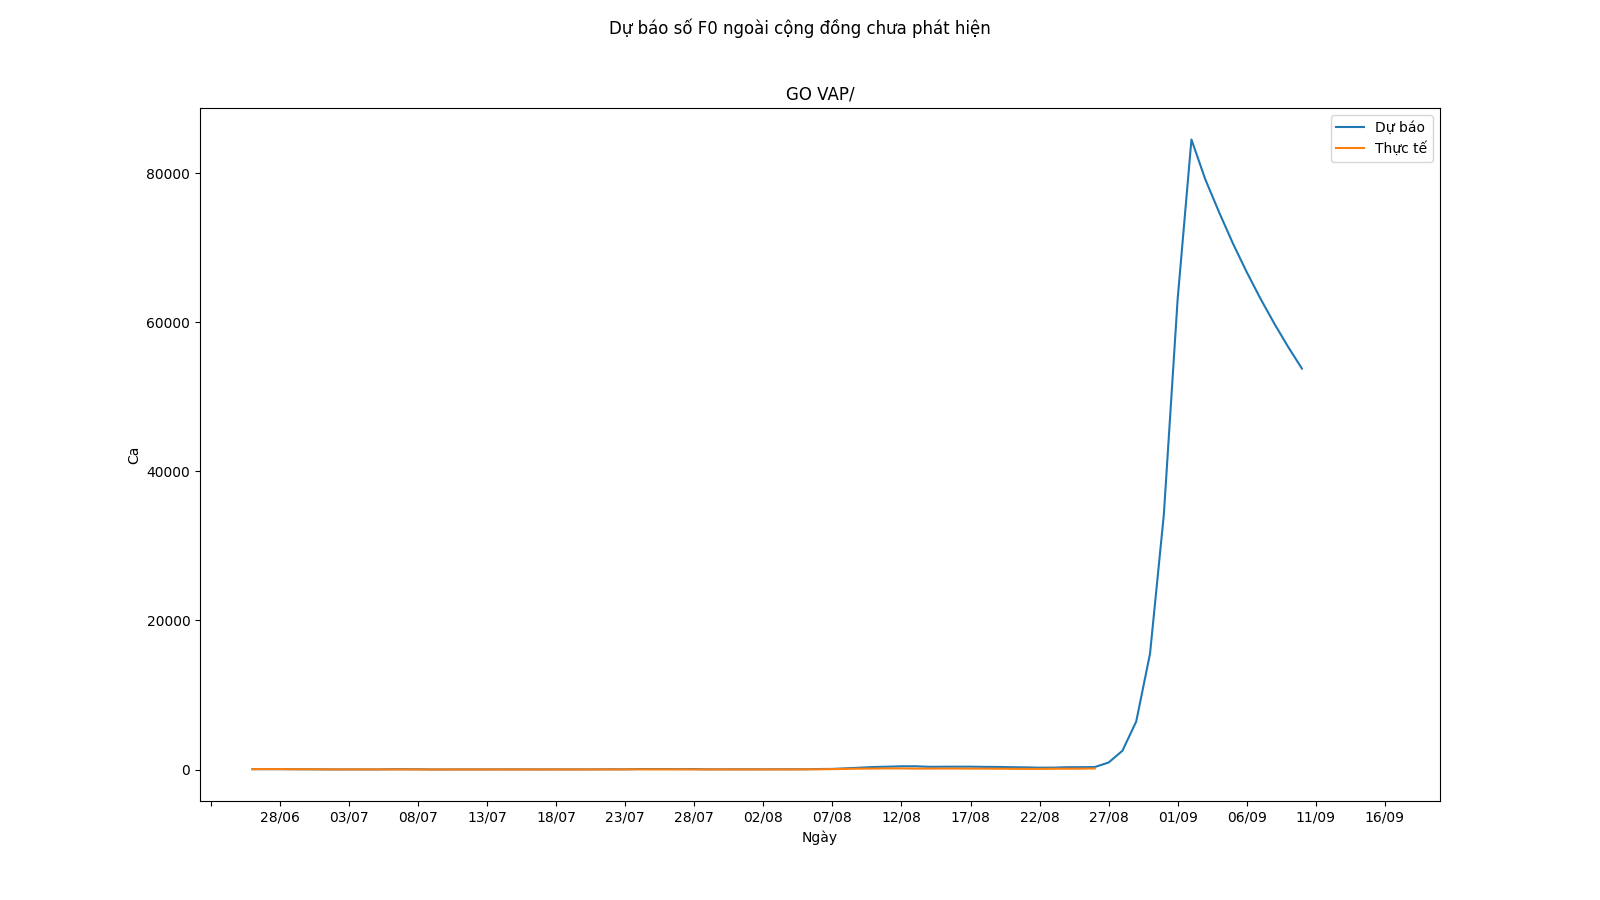 Dự báo số F0 ngoài cộng đồng chưa phát hiện
GO VAP/
Dự báo
Thực tế
80000
60000
40000
20000
0
Ca
28/06 03/07 08/07 13/07 18/07 23/07 28/07 02/08 07/08 12/08 17/08 22/08 27/08 01/09 06/09 11/09 16/09
Ngày